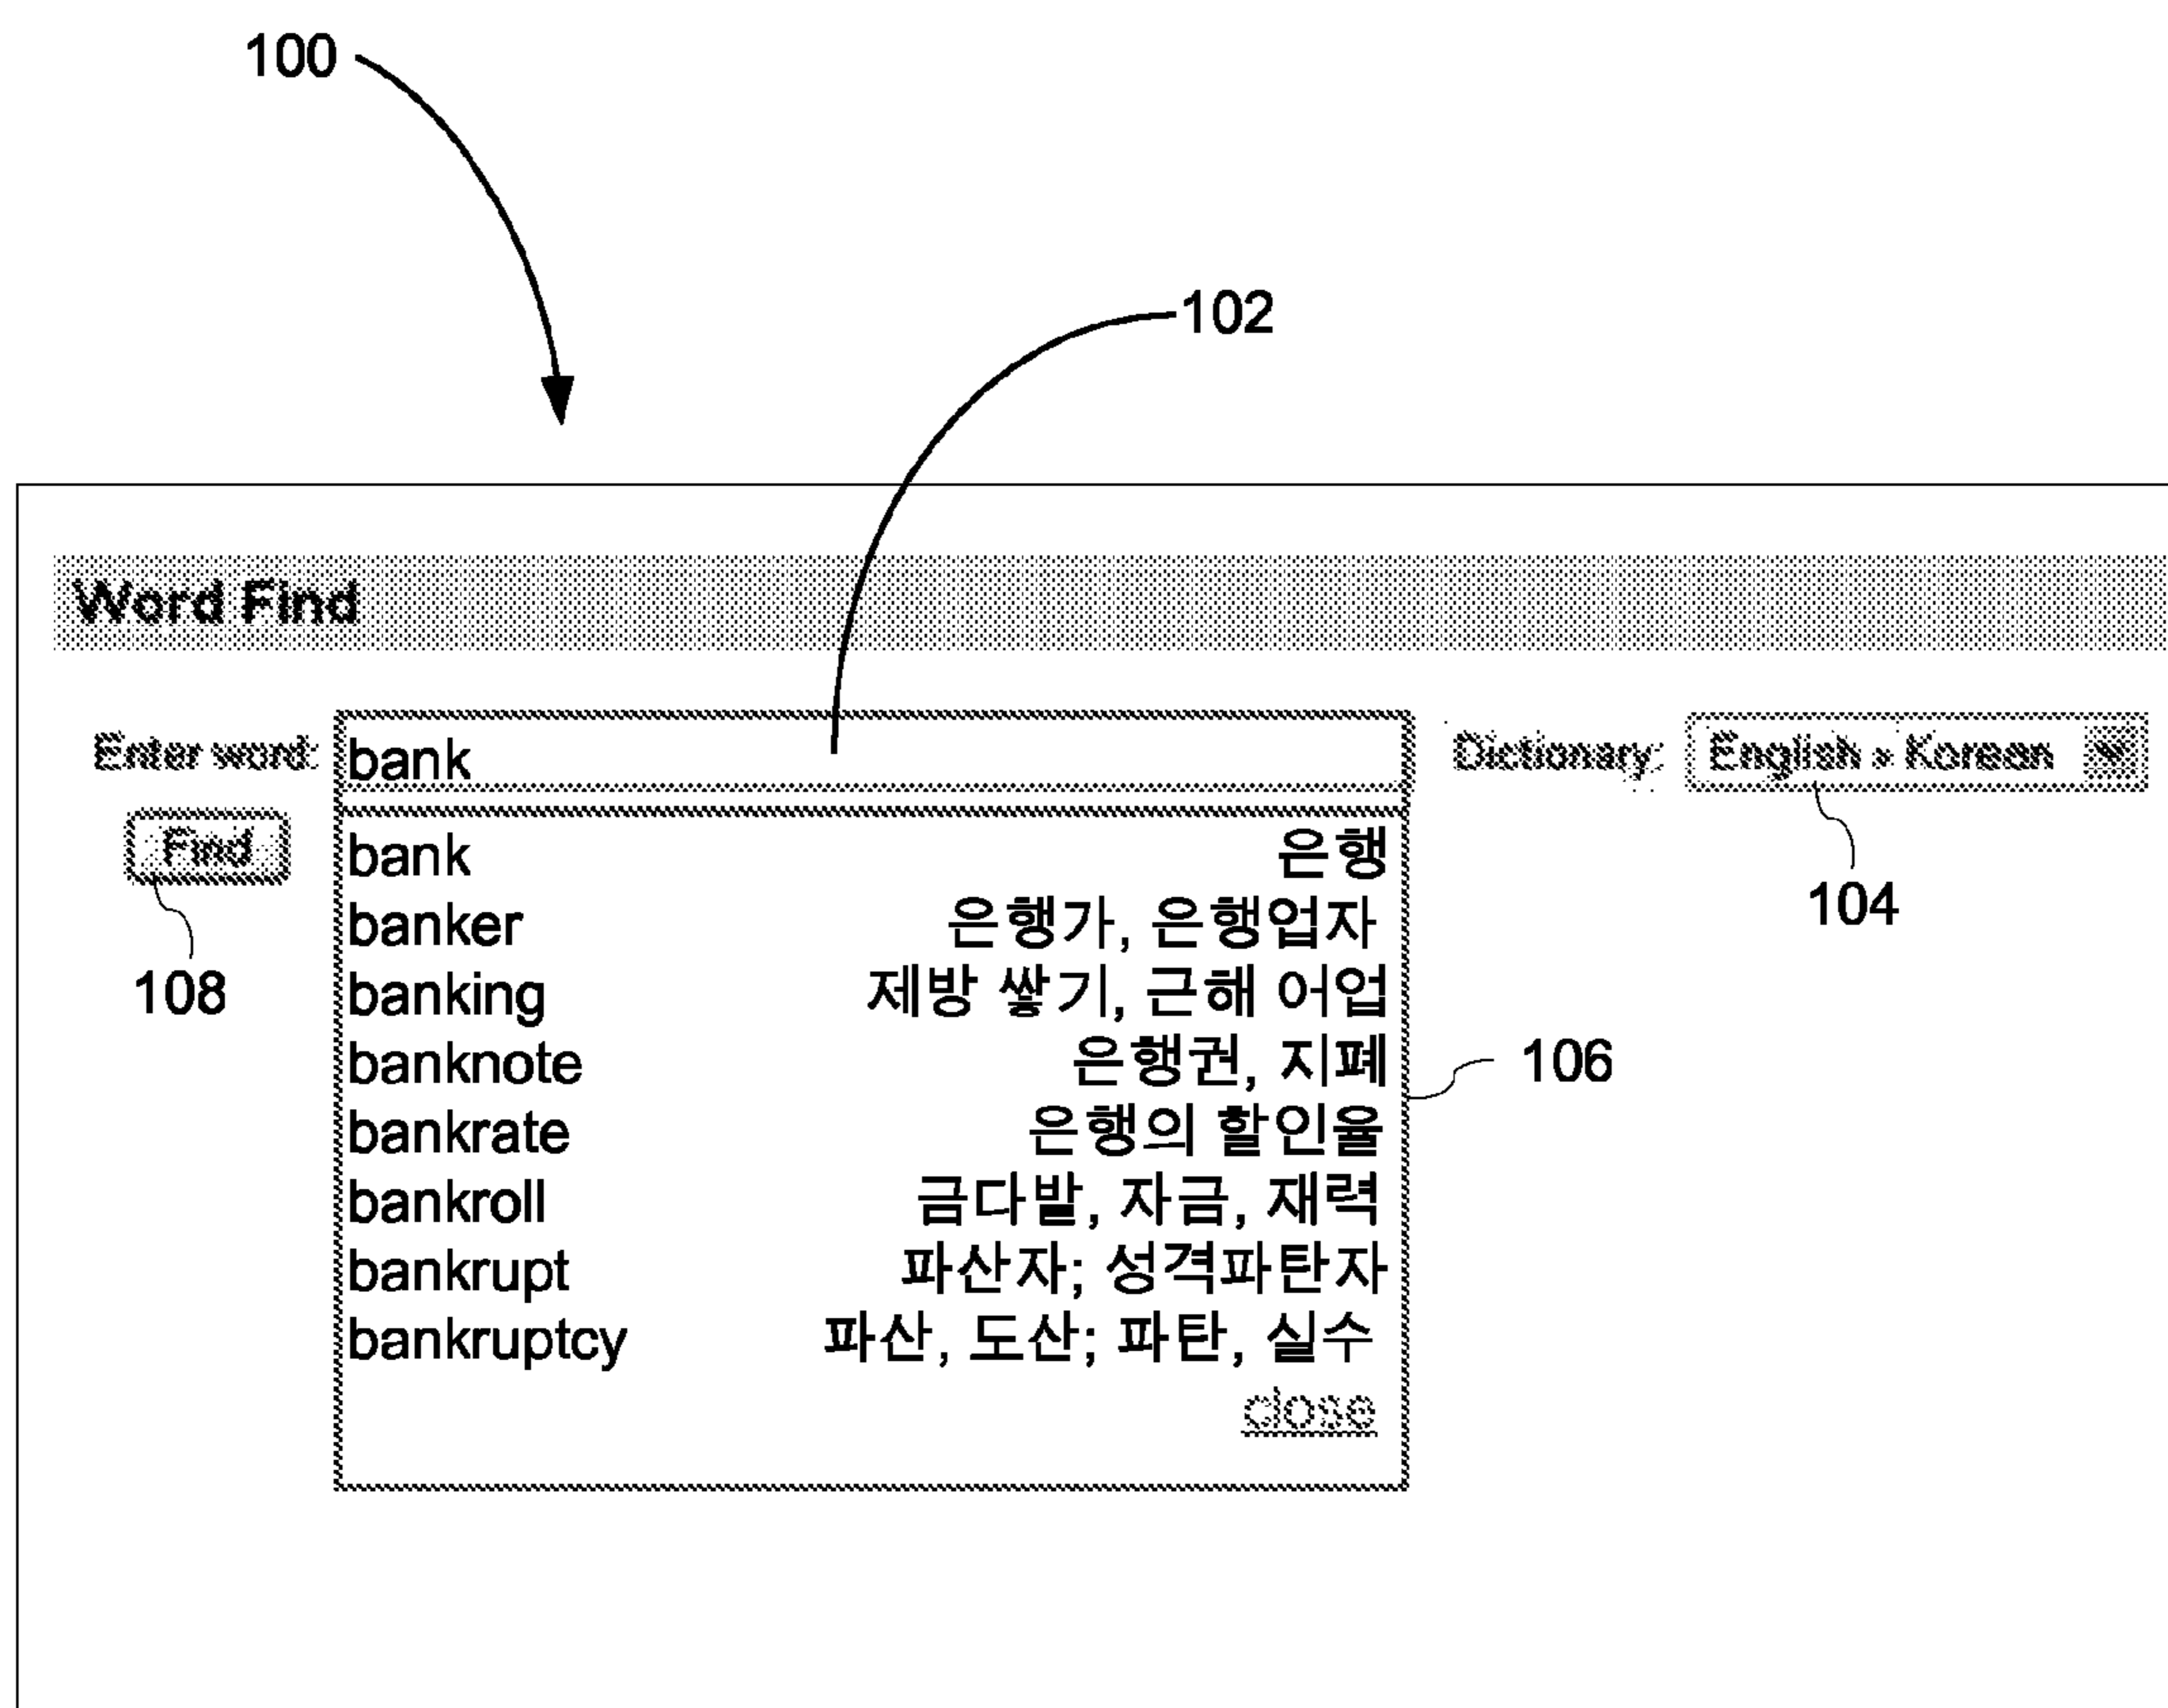 100
102
Word Find
Enter word: bank Dictionary: English » Korean
Find
104
108
106
bank 은행
banker 은행가, 은행업자
banking 제방 쌓기, 근해 어업
banknote 은행권, 지폐
bankrate 은행의 할인율
bankroll 금다발, 자금, 재력
bankrupt 파산자; 성격파탄자
bankruptcy 파산, 도산; 파탄, 실수
close